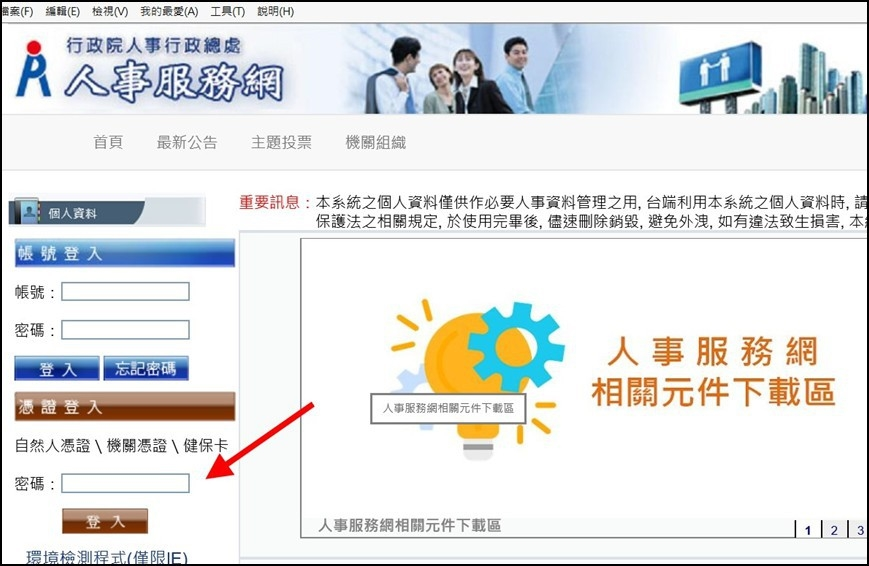 檔案(F) 編輯(E) 檢視(V) 我的最愛(A) 工具(T) 說明(H)
行政院人事行政總處
人事服務網
首頁 最新公告 主題投票 機關組織
個人資料
帳號登入
帳號：
密碼：
登入 忘記密碼
憑證登入
自然人憑證 \ 機關憑證 \ 健保卡
密碼：
登入
環境檢測程式(僅限IE)
重要訊息：本系統之個人資料僅供作必要人事資料管理之用, 台端利用本系統之個人資料時, 請
保護法之相關規定, 於使用完畢後, 儘速刪除銷毀, 避免外洩, 如有違法致生損害, 本
人事服務網
相關元件下載區
人事服務網相關元件下載區
人事服務網相關元件下載區
1 2 3